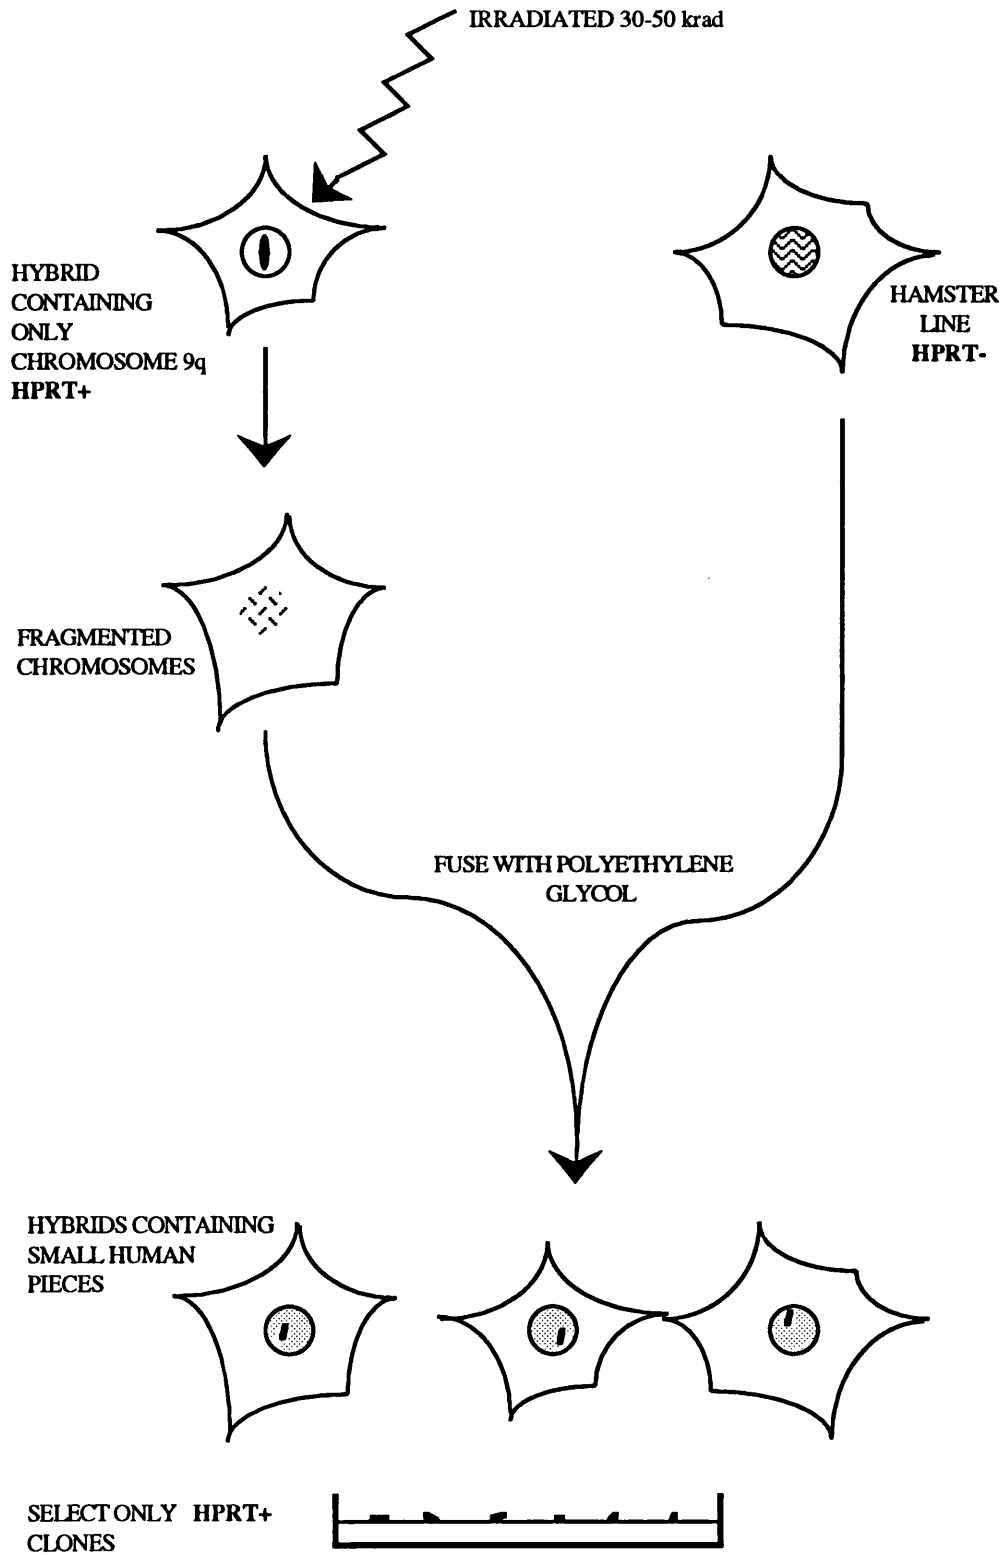 IRRADIATED 30-50 krad
HYBRID
CONTAINING
ONLY
CHROMOSOME 9q
HPRT+
HAMSTER
LINE
HPRT-
FRAGMENTED
CHROMOSOMES
FUSE WITH POLYETHYLENE
GLYCOL
HYBRIDS CONTAINING
SMALL HUMAN
PIECES
SELECT ONLY HPRT+
CLONES